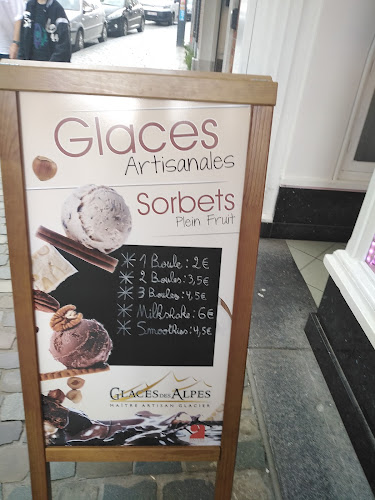 Glaces
Artisanales
Sorbets
Plein Fruit
1 Boule : 2€
2 Boules : 3,5€
3 Boules : 4,5€
Milkshake : 6€
Smoothies : 4,5€
GLACES DES ALPES
MAÎTRE ARTISAN GLACIER